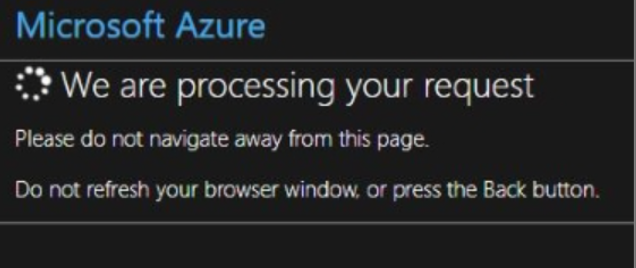 Microsoft Azure
We are processing your request
Please do not navigate away from this page.
Do not refresh your browser window, or press the Back button.